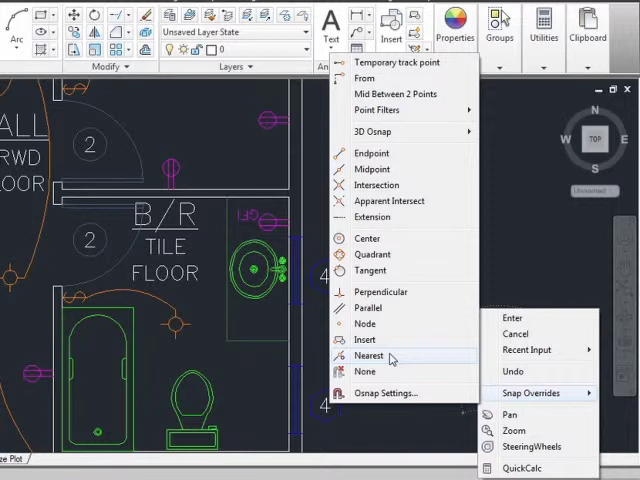 Arc
Modify
Unsaved Layer State
0
Layers
Text
An
Insert
Properties
Groups
Utilities
Clipboard
Temporary track point
From
Mid Between 2 Points
Point Filters
3D Osnap
Endpoint
Midpoint
Intersection
Apparent Intersect
Extension
Center
Quadrant
Tangent
Perpendicular
Parallel
Node
Insert
Nearest
None
Osnap Settings...
Enter
Cancel
Recent Input
Undo
Snap Overrides
Pan
Zoom
SteeringWheels
QuickCalc
N
W
TOP
E
S
Unnamed
ALL
RWD
FLOOR
2
2
B/R
TILE
FLOOR
GFI
4
4
ze Plot